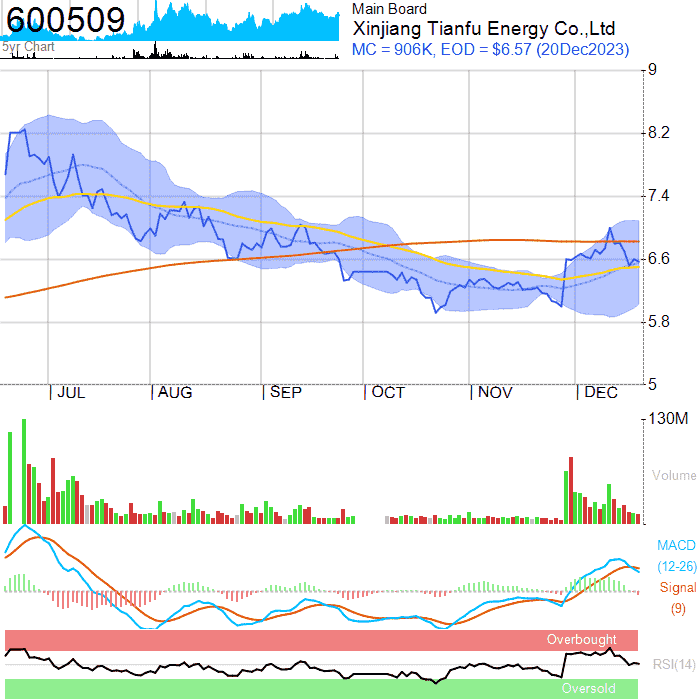 600509
5yr Chart
Main Board
Xinjiang Tianfu Energy Co.,Ltd
MC = 906K, EOD = $6.57 (20Dec2023)
9
8.2
7.4
6.6
5.8
5
JUL AUG SEP OCT NOV DEC
130M
Volume
MACD
(12-26)
Signal
(9)
Overbought
RSI(14)
Oversold